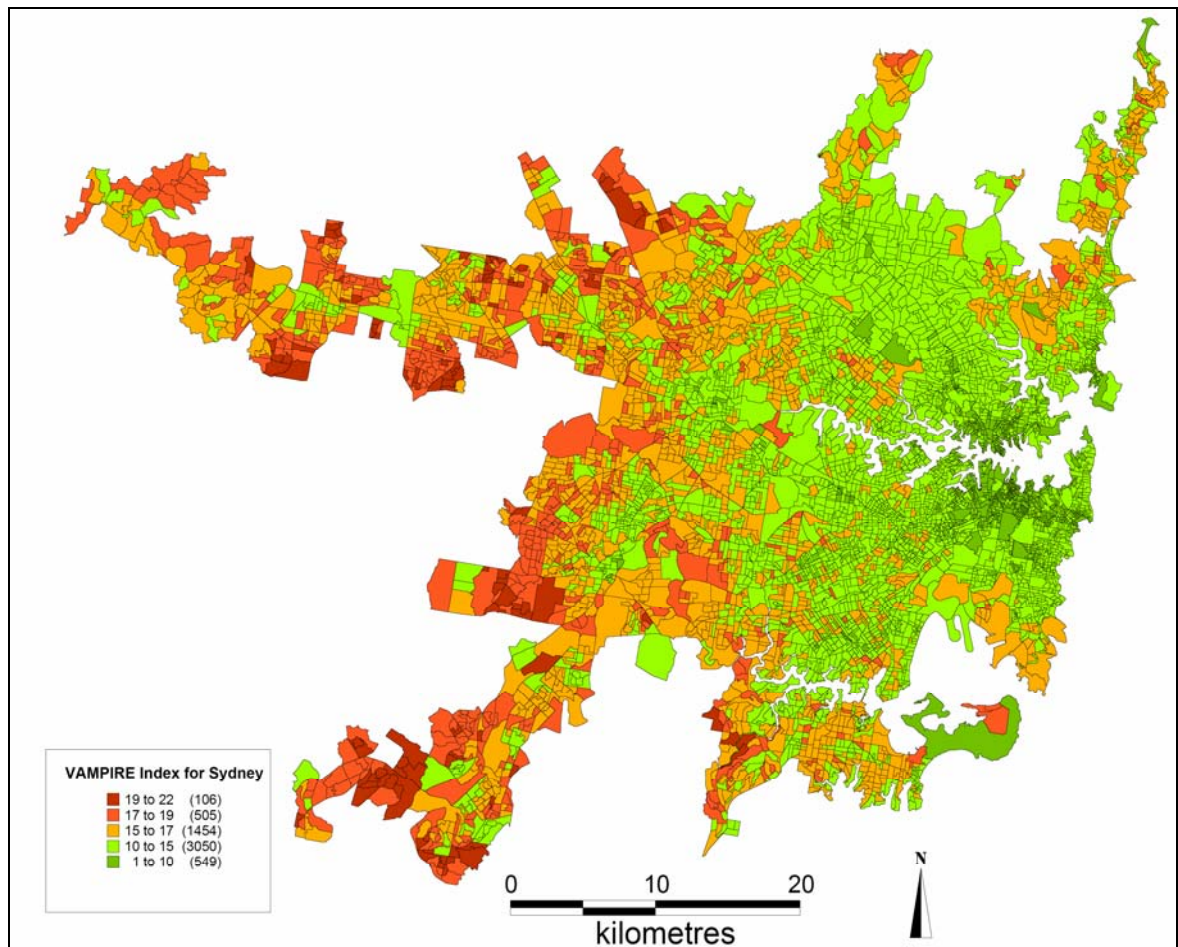 VAMPIRE Index for Sydney
19 to 22 (106)
17 to 19 (505)
15 to 17 (1454)
10 to 15 (3050)
1 to 10 (549)
0 10 20
kilometres
N